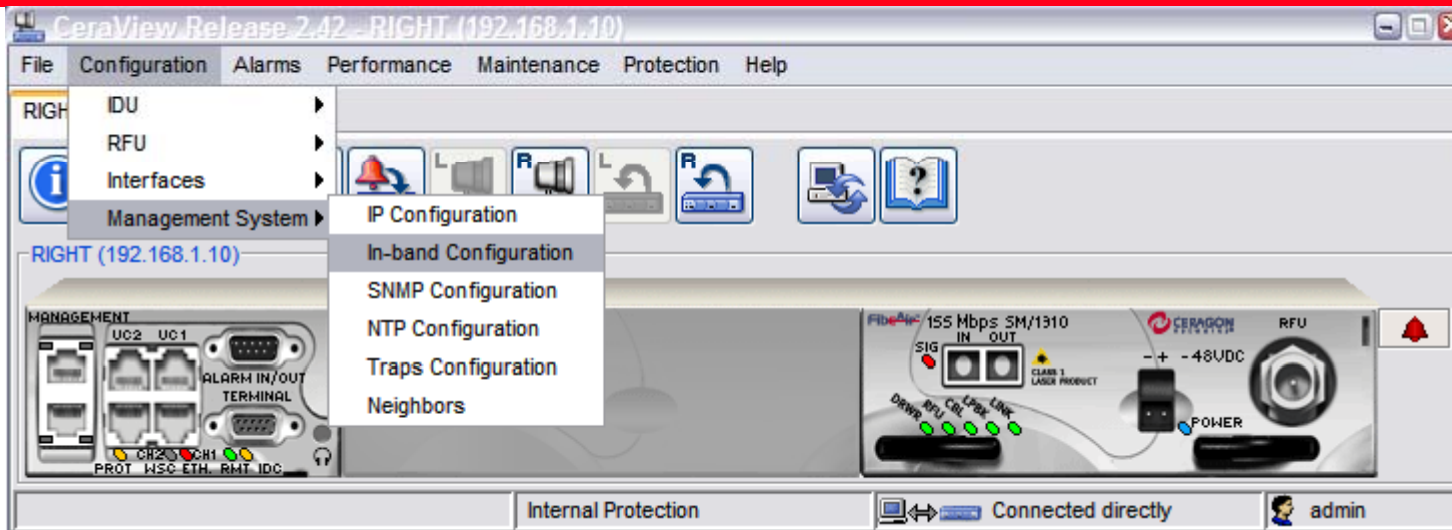 CeraView Release 2.42 - RIGHT (192.168.1.10)
File Configuration Alarms Performance Maintenance Protection Help
RIGH
IDU
RFU
Interfaces
Management System
IP Configuration
In-band Configuration
SNMP Configuration
NTP Configuration
Traps Configuration
Neighbors
L R L R
RIGHT (192.168.1.10)
MANAGEMENT
UC2 UC1
ALARM IN/OUT
TERMINAL
CH2 CH1
PROT WSC ETH. RMT IDC
FibeAir 155 Mbps SM/1310
IN OUT
SIG
CLASS 1
LASER PRODUCT
DRWR RFU CBL LPBK LINK
CERAGON
RFU
- + -48VDC
POWER
Internal Protection
Connected directly
admin